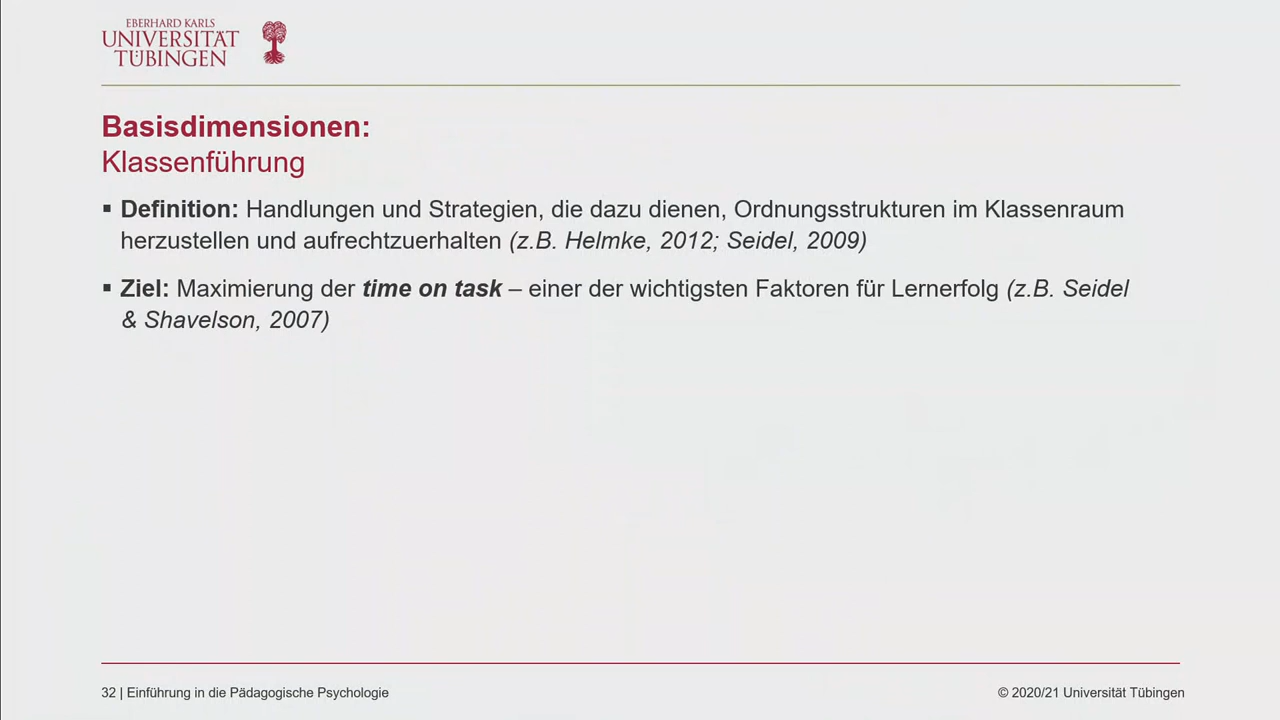 EBERHARD KARLS
UNIVERSITÄT
TÜBINGEN
Basisdimensionen:
Klassenführung
▪ Definition: Handlungen und Strategien, die dazu dienen, Ordnungsstrukturen im Klassenraum
herzustellen und aufrechtzuerhalten (z.B. Helmke, 2012; Seidel, 2009)
▪ Ziel: Maximierung der time on task – einer der wichtigsten Faktoren für Lernerfolg (z.B. Seidel
& Shavelson, 2007)
32 | Einführung in die Pädagogische Psychologie
© 2020/21 Universität Tübingen